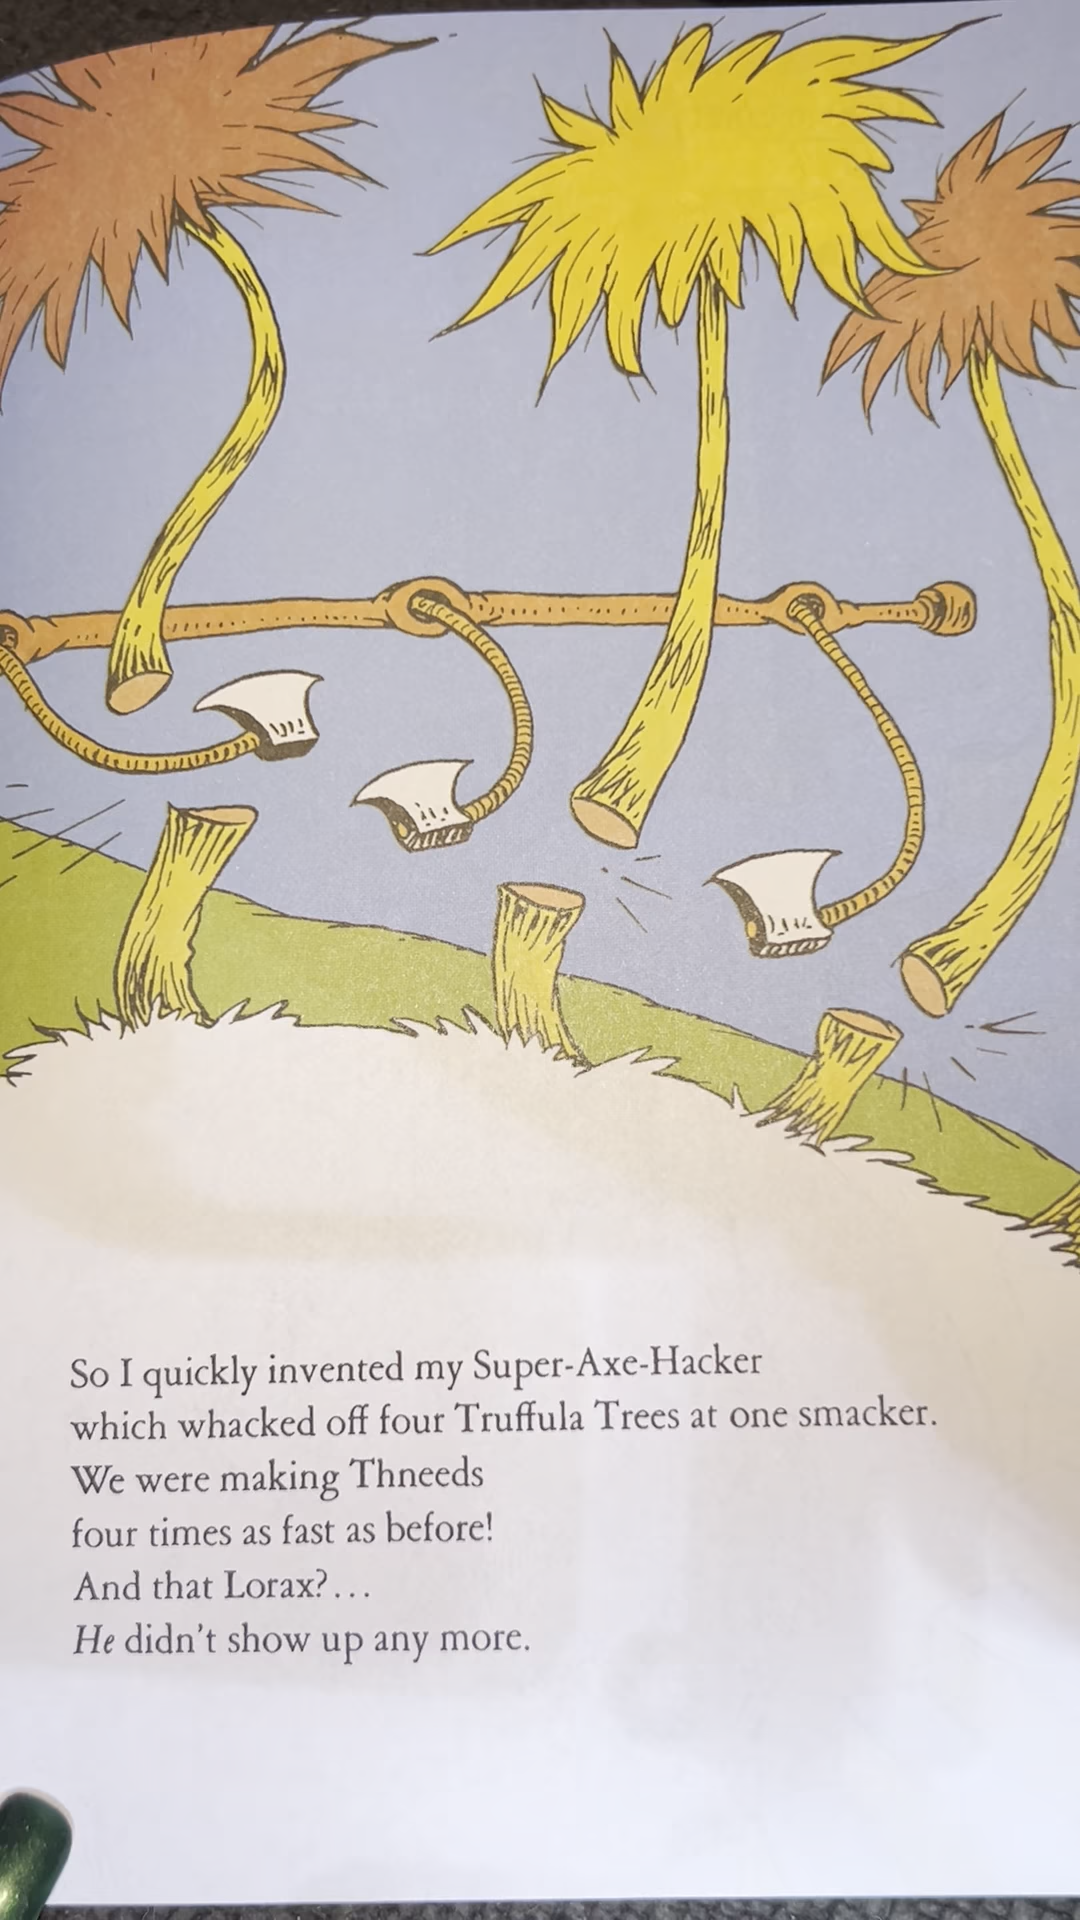 So I quickly invented my Super-Axe-Hacker
which whacked off four Truffula Trees at one smacker.
We were making Thneeds
four times as fast as before!
And that Lorax?...
He didn't show up any more.